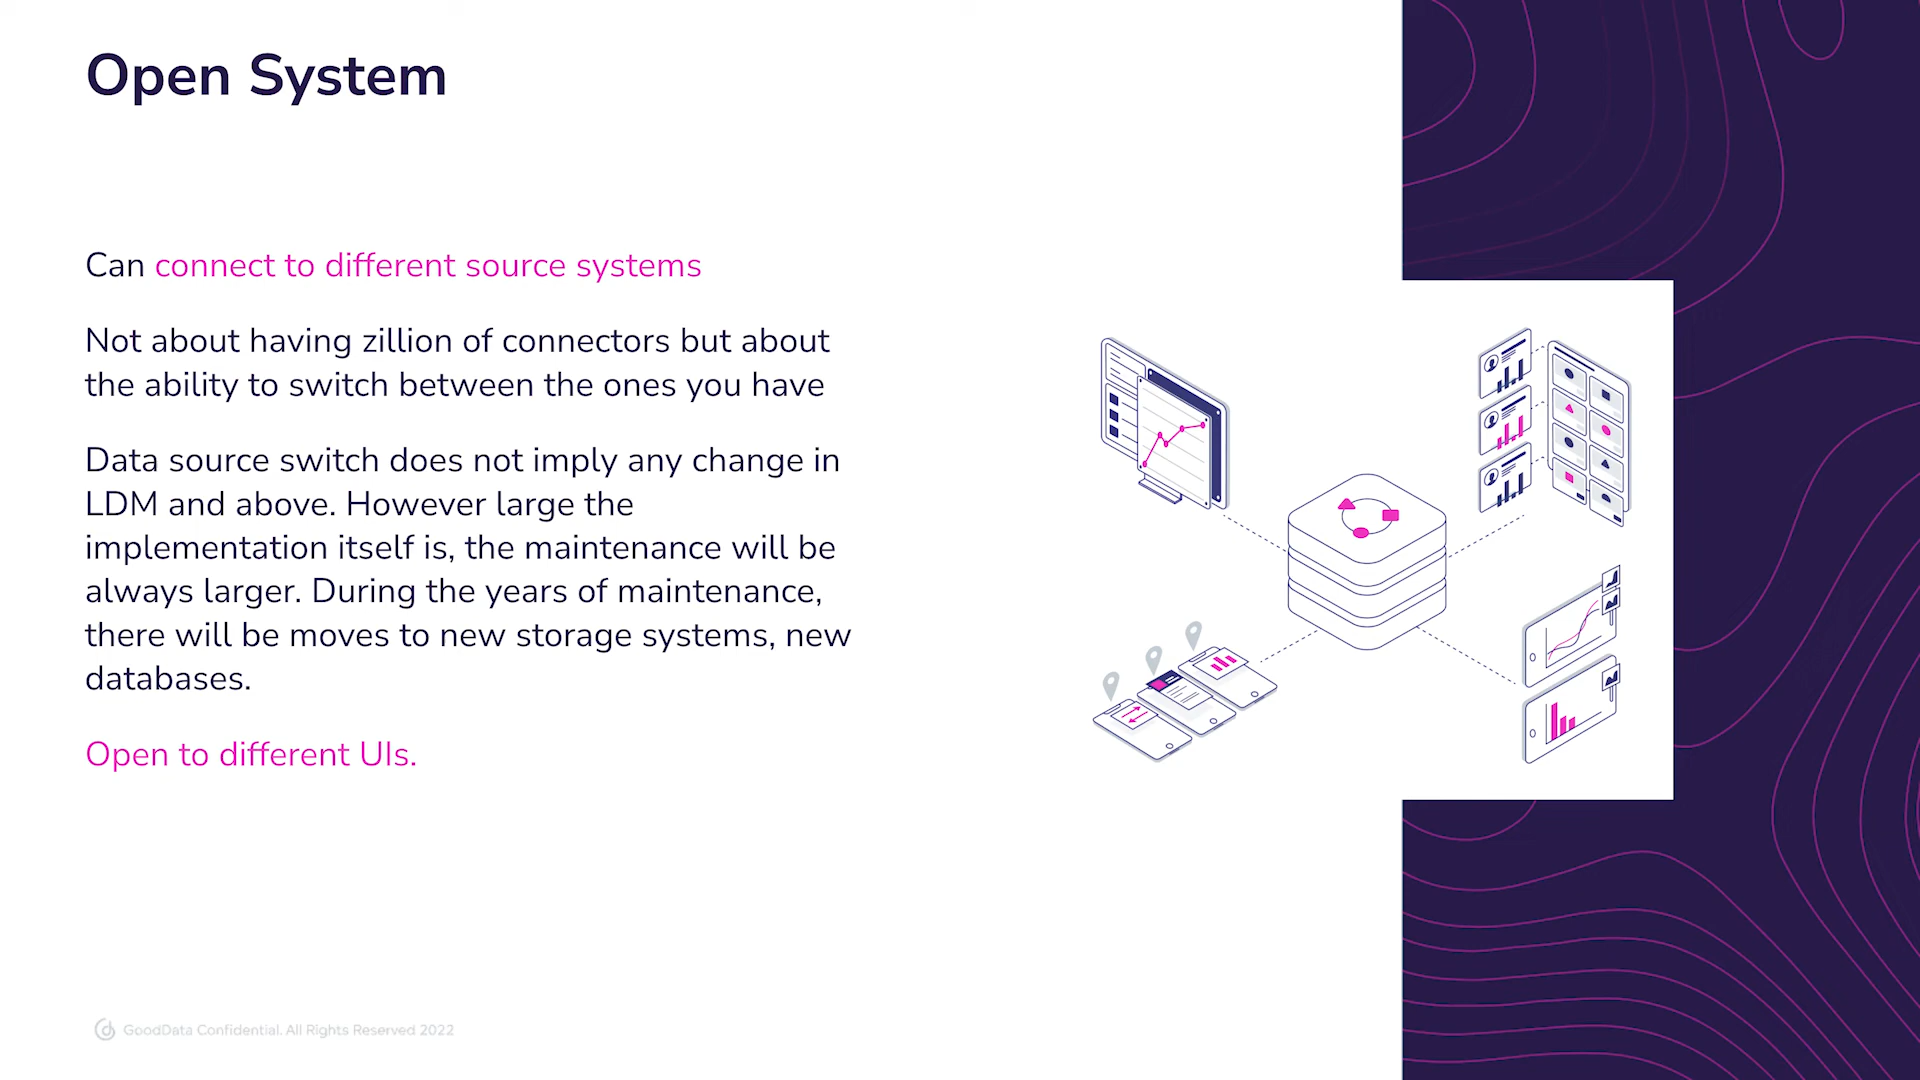 Open System
Can connect to different source systems
Not about having zillion of connectors but about
the ability to switch between the ones you have
Data source switch does not imply any change in
LDM and above. However large the
implementation itself is, the maintenance will be
always larger. During the years of maintenance,
there will be moves to new storage systems, new
databases.
Open to different UIs.
GoodData Confidential. All Rights Reserved 2022